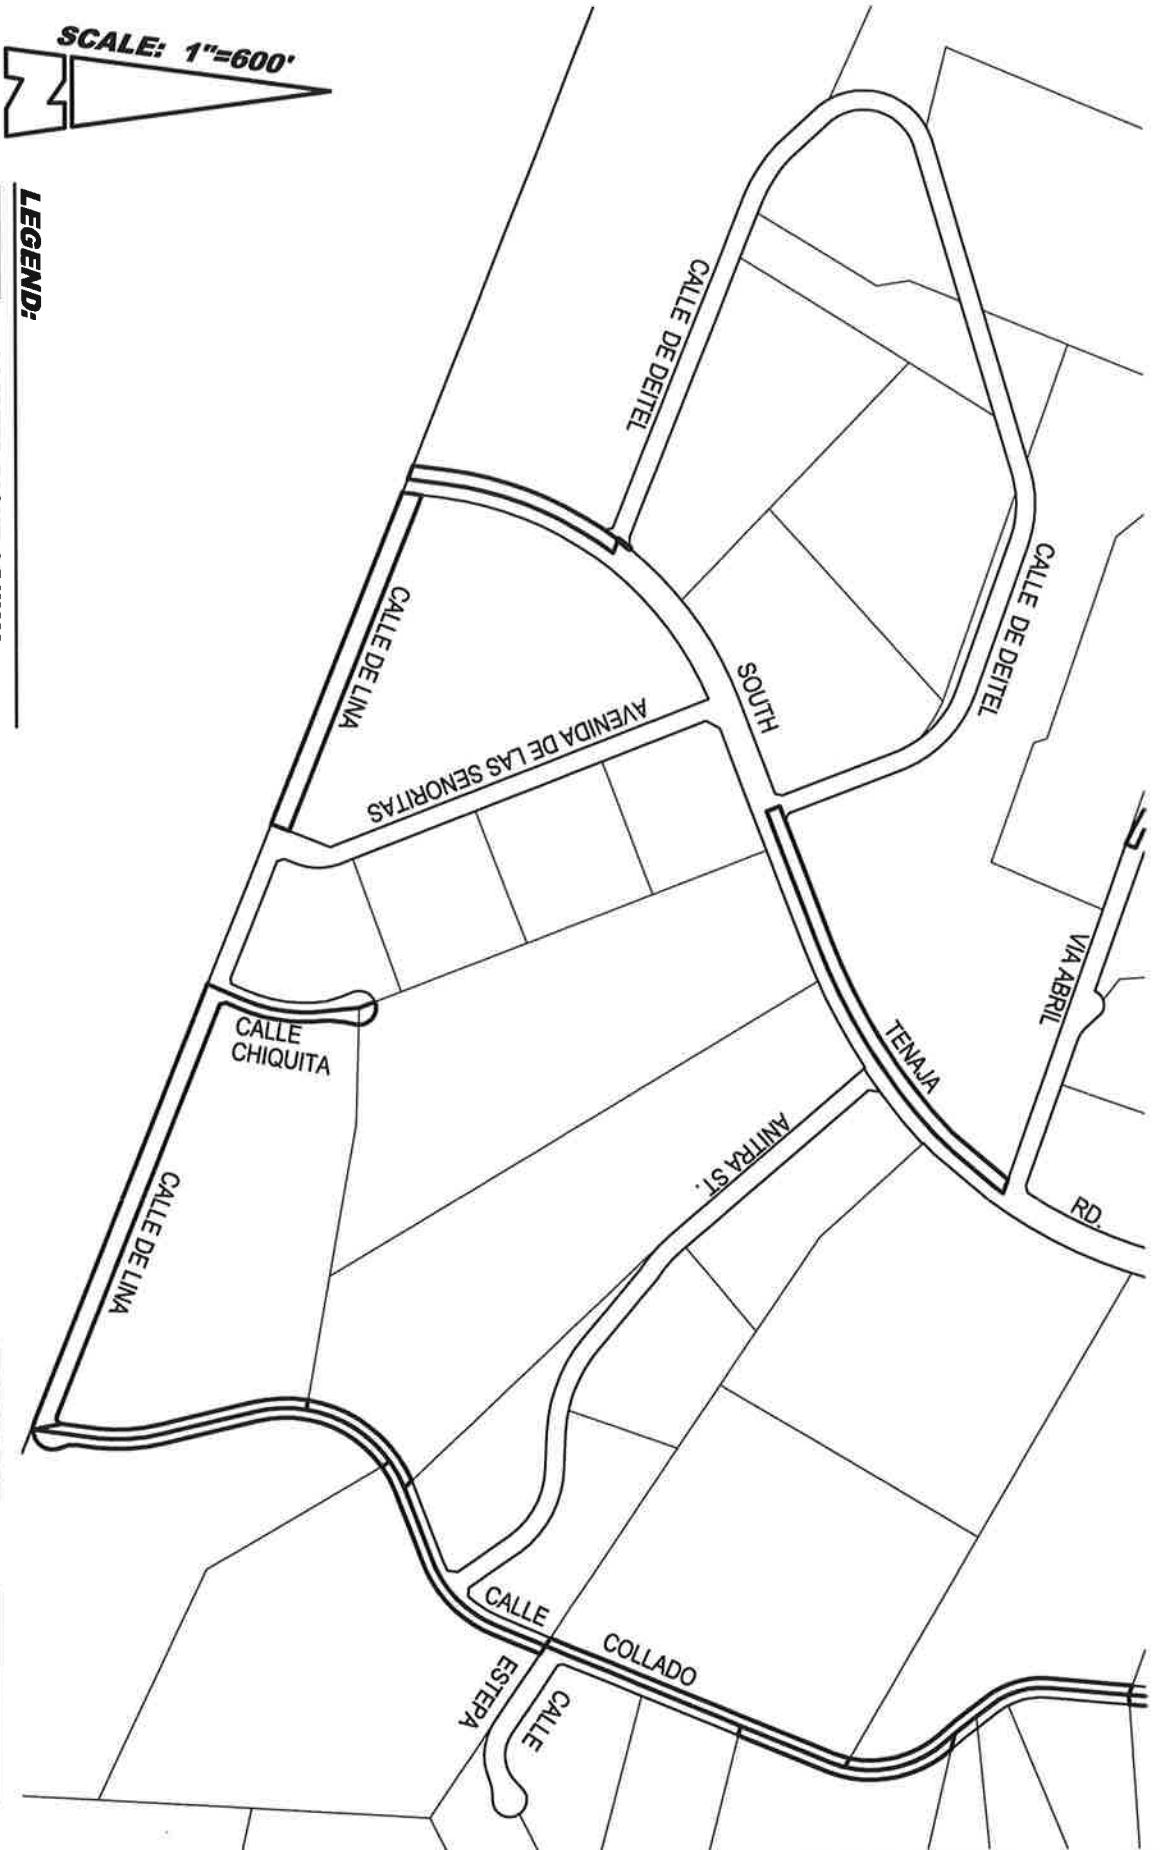 SCALE: 1"=600'
N
LEGEND:
CALLE DE DEITEL
CALLE DE DEITEL
CALLE DE LINA
SOUTH
AVENIDA DE LAS SENORITAS
VIA ABRIL
CALLE
CHIQUITA
TENAJA
ANITRA ST.
RD.
CALLE DE LINA
CALLE
COLLADO
CALLE
ESTEPA